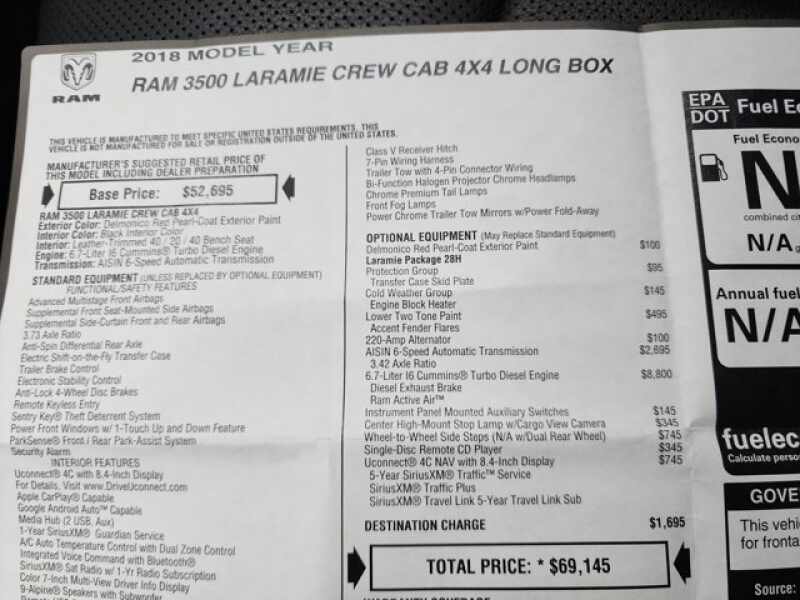 2018 MODEL YEAR
RAM 3500 LARAMIE CREW CAB 4X4 LONG BOX
RAM
THIS VEHICLE IS MANUFACTURED TO MEET SPECIFIC UNITED STATES REQUIREMENTS. THIS
VEHICLE IS NOT MANUFACTURED FOR SALE OR REGISTRATION OUTSIDE OF THE UNITED STATES.
MANUFACTURER'S SUGGESTED RETAIL PRICE OF
THIS MODEL INCLUDING DEALER PREPARATION
Base Price: $52,695
RAM 3500 LARAMIE CREW CAB 4X4
Exterior Color: Delmonico Red Pearl-Coat Exterior Paint
Interior Color: Black Interior Color
Interior: Leather-Trimmed 40 / 20 / 40 Bench Seat
Engine: 6.7-Liter I6 Cummins® Turbo Diesel Engine
Transmission: AISIN 6-Speed Automatic Transmission
STANDARD EQUIPMENT (UNLESS REPLACED BY OPTIONAL EQUIPMENT)
FUNCTIONAL/SAFETY FEATURES
Advanced Multistage Front Airbags
Supplemental Front Seat-Mounted Side Airbags
Supplemental Side-Curtain Front and Rear Airbags
3.73 Axle Ratio
Anti-Spin Differential Rear Axle
Electric Shift-on-the-Fly Transfer Case
Trailer Brake Control
Electronic Stability Control
Anti-Lock 4-Wheel Disc Brakes
Remote Keyless Entry
Sentry Key® Theft Deterrent System
Power Front Windows w/ 1-Touch Up and Down Feature
ParkSense® Front / Rear Park-Assist System
Security Alarm
INTERIOR FEATURES
Uconnect® 4C with 8.4-Inch Display
For Details, Visit www.DriveUconnect.com
Apple CarPlay® Capable
Google Android Auto™ Capable
Media Hub (2 USB, Aux)
1-Year SiriusXM® Guardian Service
A/C Auto Temperature Control with Dual Zone Control
Integrated Voice Command with Bluetooth®
SiriusXM® Sat Radio w/ 1-Yr Radio Subscription
Color 7-Inch Multi-View Driver Info Display
9-Alpine® Speakers with Subwoofer
Class V Receiver Hitch
7-Pin Wiring Harness
Trailer Tow with 4-Pin Connector Wiring
Bi-Function Halogen Projector Chrome Headlamps
Chrome Premium Tail Lamps
Front Fog Lamps
Power Chrome Trailer Tow Mirrors w/Power Fold-Away
OPTIONAL EQUIPMENT (May Replace Standard Equipment)
Delmonico Red Pearl-Coat Exterior Paint $100
Laramie Package 28H
Protection Group $95
Transfer Case Skid Plate
Cold Weather Group $145
Engine Block Heater
Lower Two Tone Paint $495
Accent Fender Flares
220-Amp Alternator $100
AISIN 6-Speed Automatic Transmission $2,695
3.42 Axle Ratio
6.7-Liter I6 Cummins® Turbo Diesel Engine $8,800
Diesel Exhaust Brake
Ram Active Air™
Instrument Panel Mounted Auxiliary Switches $145
Center High-Mount Stop Lamp w/Cargo View Camera $345
Wheel-to-Wheel Side Steps (N/A w/Dual Rear Wheel) $745
Single-Disc Remote CD Player $345
Uconnect® 4C NAV with 8.4-Inch Display $745
5-Year SiriusXM® Traffic™ Service
SiriusXM® Traffic Plus
SiriusXM® Travel Link 5-Year Travel Link Sub
DESTINATION CHARGE $1,695
TOTAL PRICE: * $69,145
WARRANTY COVERAGE
EPA
DOT
Fuel Ec
Fuel Econo
N
combined cit
N/A
Annual fuel
N/A
fuelec
Calculate perso
GOVE
This vehi
for fronta
Source: